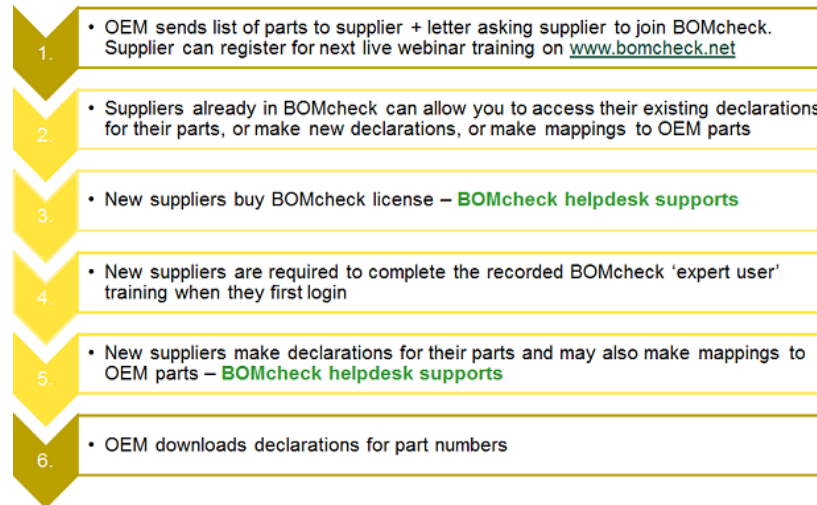 1.
• OEM sends list of parts to supplier + letter asking supplier to join BOMcheck.
Supplier can register for next live webinar training on www.bomcheck.net
2.
• Suppliers already in BOMcheck can allow you to access their existing declarations
for their parts, or make new declarations, or make mappings to OEM parts
3.
• New suppliers buy BOMcheck license – BOMcheck helpdesk supports
4.
• New suppliers are required to complete the recorded BOMcheck ‘expert user’
training when they first login
5.
• New suppliers make declarations for their parts and may also make mappings to
OEM parts – BOMcheck helpdesk supports
6.
• OEM downloads declarations for part numbers